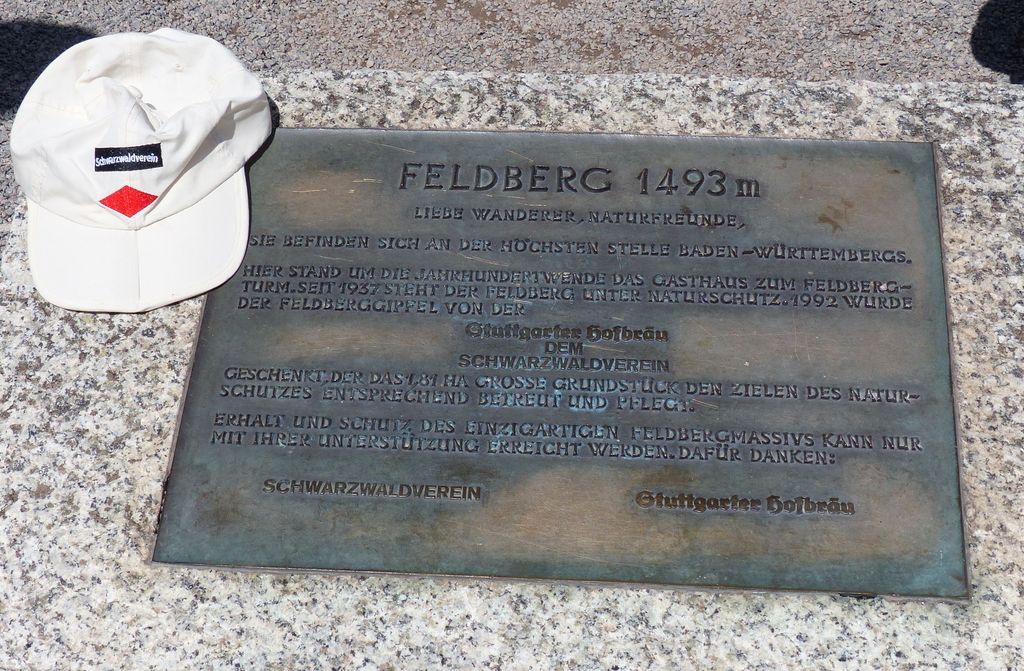 Schwarzwaldverein
FELDBERG 1493 m
LIEBE WANDERER, NATURFREUNDE,
SIE BEFINDEN SICH AN DER HÖCHSTEN STELLE BADEN-WÜRTTEMBERGS.
HIER STAND UM DIE JAHRHUNDERTWENDE DAS GASTHAUS ZUM FELDBERG-
TURM. SEIT 1937 STEHT DER FELDBERG UNTER NATURSCHUTZ. 1992 WURDE
DER FELDBERGGIPFEL VON DER
Stuttgarter Hofbräu
DEM
SCHWARZWALDVEREIN
GESCHENKT, DER DAS 1,81 HA GROSSE GRUNDSTÜCK DEN ZIELEN DES NATUR-
SCHUTZES ENTSPRECHEND BETREUT UND PFLEGT.
ERHALT UND SCHUTZ DES EINZIGARTIGEN FELDBERGMASSIVS KANN NUR
MIT IHRER UNTERSTÜTZUNG ERREICHT WERDEN. DAFÜR DANKEN:
SCHWARZWALDVEREIN Stuttgarter Hofbräu